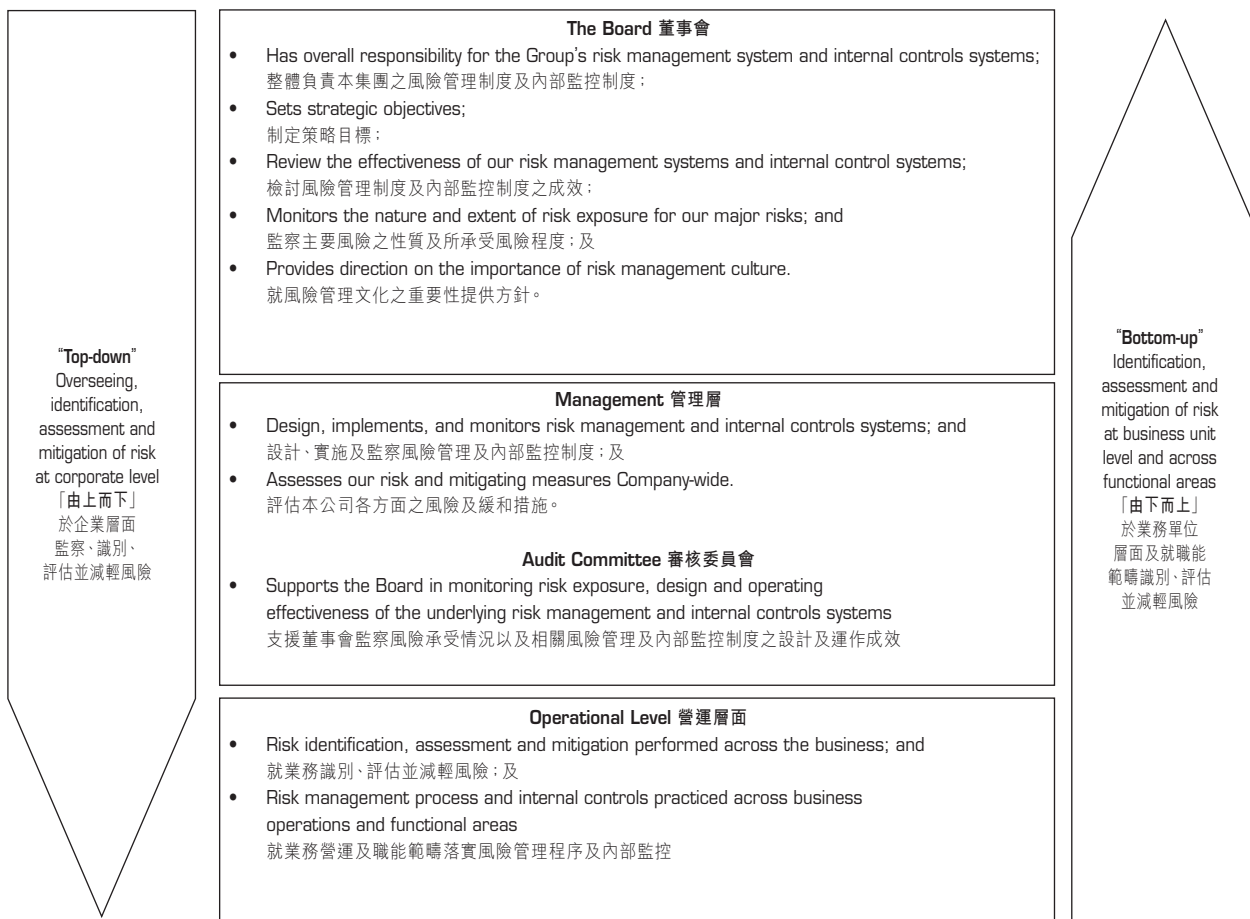 "Top-down"
Overseeing,
identification,
assessment and
mitigation of risk
at corporate level
「由上而下」
於企業層面
監察、識別、
評估並減輕風險
The Board 董事會
• Has overall responsibility for the Group's risk management system and internal controls systems;
整體負責本集團之風險管理制度及內部監控制度；
• Sets strategic objectives;
制定策略目標；
• Review the effectiveness of our risk management systems and internal control systems;
檢討風險管理制度及內部監控制度之成效；
• Monitors the nature and extent of risk exposure for our major risks; and
監察主要風險之性質及所承受風險程度；及
• Provides direction on the importance of risk management culture.
就風險管理文化之重要性提供方針。
Management 管理層
• Design, implements, and monitors risk management and internal controls systems; and
設計、實施及監察風險管理及內部監控制度；及
• Assesses our risk and mitigating measures Company-wide.
評估本公司各方面之風險及緩和措施。
Audit Committee 審核委員會
• Supports the Board in monitoring risk exposure, design and operating
effectiveness of the underlying risk management and internal controls systems
支援董事會監察風險承受情況以及相關風險管理及內部監控制度之設計及運作成效
Operational Level 營運層面
• Risk identification, assessment and mitigation performed across the business; and
就業務識別、評估並減輕風險；及
• Risk management process and internal controls practiced across business
operations and functional areas
就業務營運及職能範疇落實風險管理程序及內部監控
"Bottom-up"
Identification,
assessment and
mitigation of risk
at business unit
level and across
functional areas
「由下而上」
於業務單位
層面及就職能
範疇識別、評估
並減輕風險